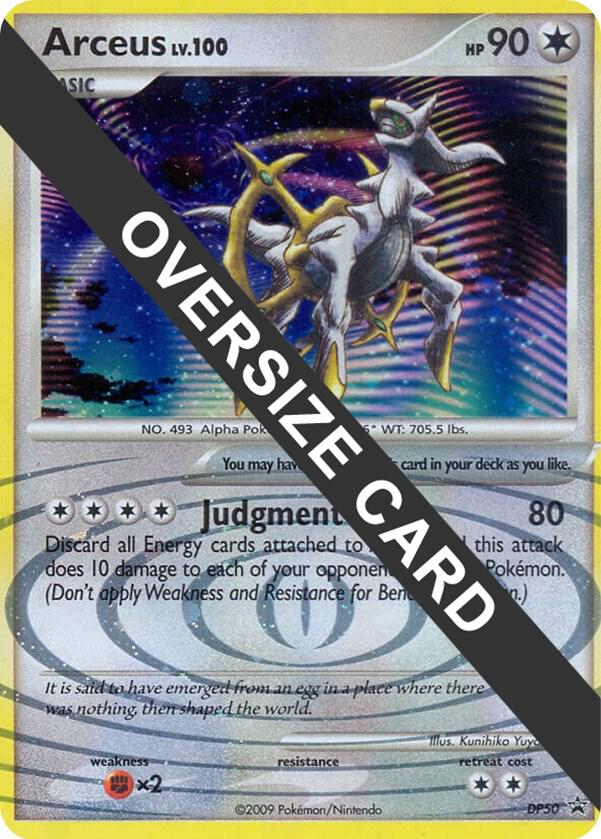 Arceus LV.100
HP 90
ASIC
NO. 493 Alpha Pok 6" WT: 705.5 lbs.
You may hav card in your deck as you like.
Judgment 80
Discard all Energy cards attached to this attack
does 10 damage to each of your opponen Pokémon.
(Don't apply Weakness and Resistance for Ben n.)
It is said to have emerged from an egg in a place where there
was nothing, then shaped the world.
Illus. Kunihiko Yuy
weakness resistance retreat cost
×2
©2009 Pokémon/Nintendo
DP50
OVERSIZE CARD